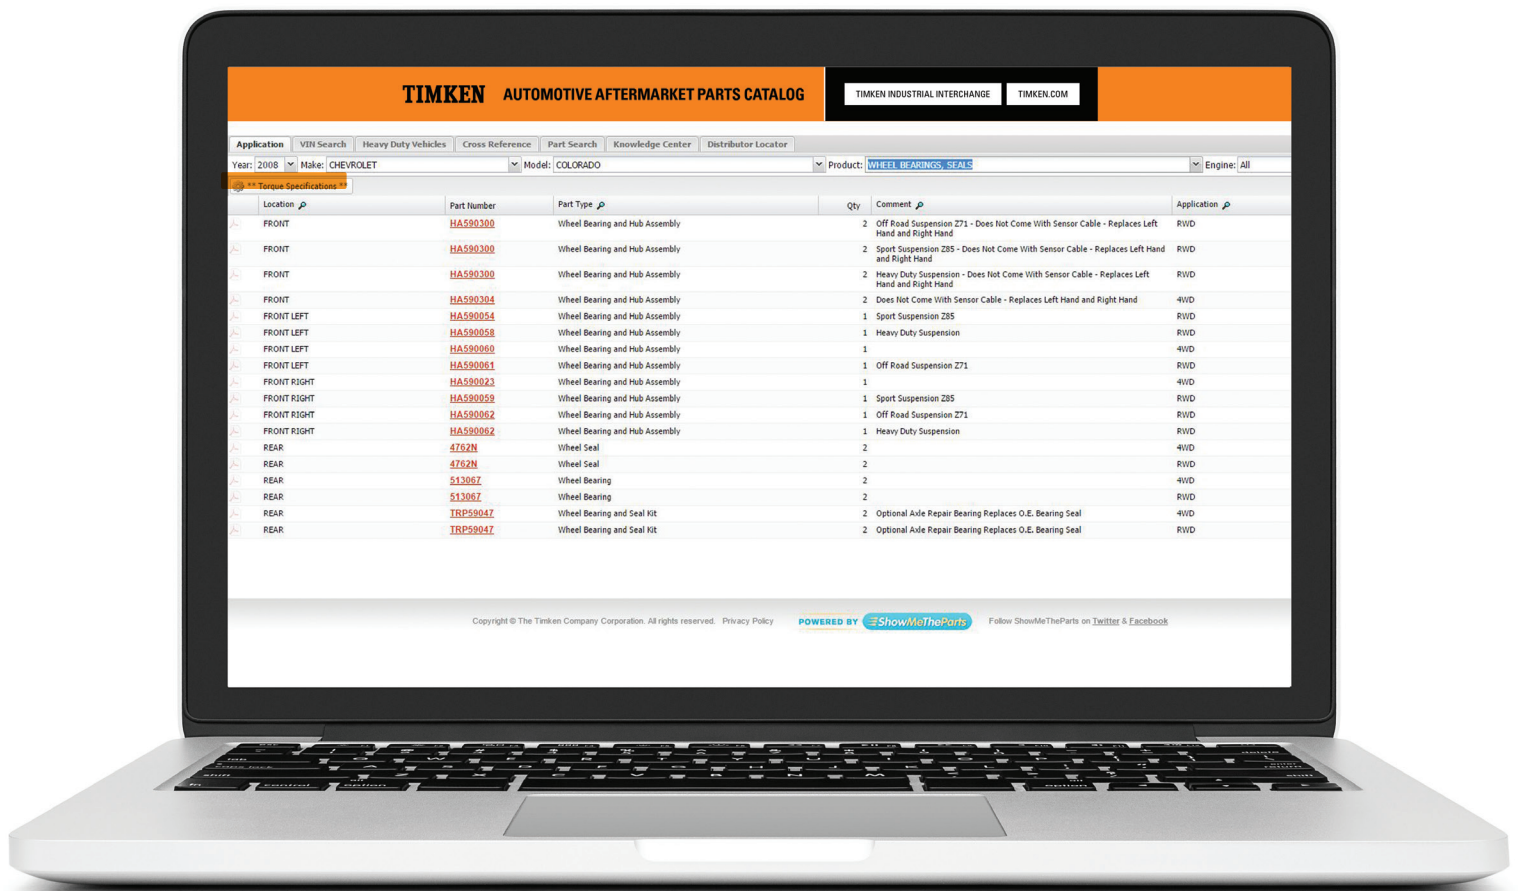 TIMKEN AUTOMOTIVE AFTERMARKET PARTS CATALOG TIMKEN INDUSTRIAL INTERCHANGE TIMKEN.COM
Application VIN Search Heavy Duty Vehicles Cross Reference Part Search Knowledge Center Distributor Locator
Year: 2008 Make: CHEVROLET Model: COLORADO Product: WHEEL BEARINGS, SEALS Engine: All
** Torque Specifications **
Location Part Number Part Type Qty Comment Application
FRONT HA590300 Wheel Bearing and Hub Assembly 2 Off Road Suspension Z71 - Does Not Come With Sensor Cable - Replaces Left RWD
Hand and Right Hand
FRONT HA590300 Wheel Bearing and Hub Assembly 2 Sport Suspension Z85 - Does Not Come With Sensor Cable - Replaces Left Hand RWD
and Right Hand
FRONT HA590300 Wheel Bearing and Hub Assembly 2 Heavy Duty Suspension - Does Not Come With Sensor Cable - Replaces Left RWD
Hand and Right Hand
FRONT HA590304 Wheel Bearing and Hub Assembly 2 Does Not Come With Sensor Cable - Replaces Left Hand and Right Hand 4WD
FRONT LEFT HA590054 Wheel Bearing and Hub Assembly 1 Sport Suspension Z85 RWD
FRONT LEFT HA590058 Wheel Bearing and Hub Assembly 1 Heavy Duty Suspension RWD
FRONT LEFT HA590060 Wheel Bearing and Hub Assembly 1 4WD
FRONT LEFT HA590061 Wheel Bearing and Hub Assembly 1 Off Road Suspension Z71 RWD
FRONT RIGHT HA590023 Wheel Bearing and Hub Assembly 1 4WD
FRONT RIGHT HA590059 Wheel Bearing and Hub Assembly 1 Sport Suspension Z85 RWD
FRONT RIGHT HA590062 Wheel Bearing and Hub Assembly 1 Off Road Suspension Z71 RWD
FRONT RIGHT HA590062 Wheel Bearing and Hub Assembly 1 Heavy Duty Suspension RWD
REAR 4762N Wheel Seal 2 4WD
REAR 4762N Wheel Seal 2 RWD
REAR 513067 Wheel Bearing 2 4WD
REAR 513067 Wheel Bearing 2 RWD
REAR TRP59047 Wheel Bearing and Seal Kit 2 Optional Axle Repair Bearing Replaces O.E. Bearing Seal 4WD
REAR TRP59047 Wheel Bearing and Seal Kit 2 Optional Axle Repair Bearing Replaces O.E. Bearing Seal RWD
Copyright © The Timken Company Corporation. All rights reserved. Privacy Policy POWERED BY ShowMeTheParts Follow ShowMeTheParts on Twitter & Facebook
tab
shift
fn control option option